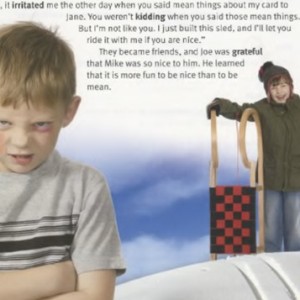 , it irritated me the other day when you said mean things about my card to
Jane. You weren't kidding when you said those mean things.
But I'm not like you. I just built this sled, and I'll let you
ride it with me if you are nice."
They became friends, and Joe was grateful
that Mike was so nice to him. He learned
that it is more fun to be nice than to be
mean.